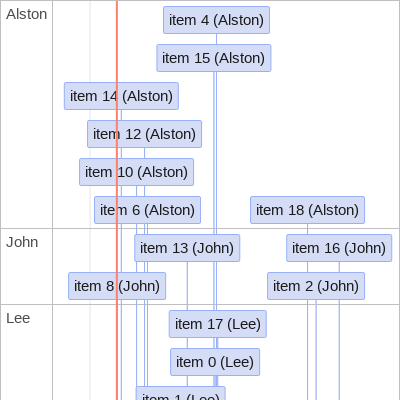 Alston
item 4 (Alston)
item 15 (Alston)
item 14 (Alston)
item 12 (Alston)
item 10 (Alston)
item 6 (Alston)
item 18 (Alston)
John
item 13 (John)
item 16 (John)
item 8 (John)
item 2 (John)
Lee
item 17 (Lee)
item 0 (Lee)
item 1 (Lee)